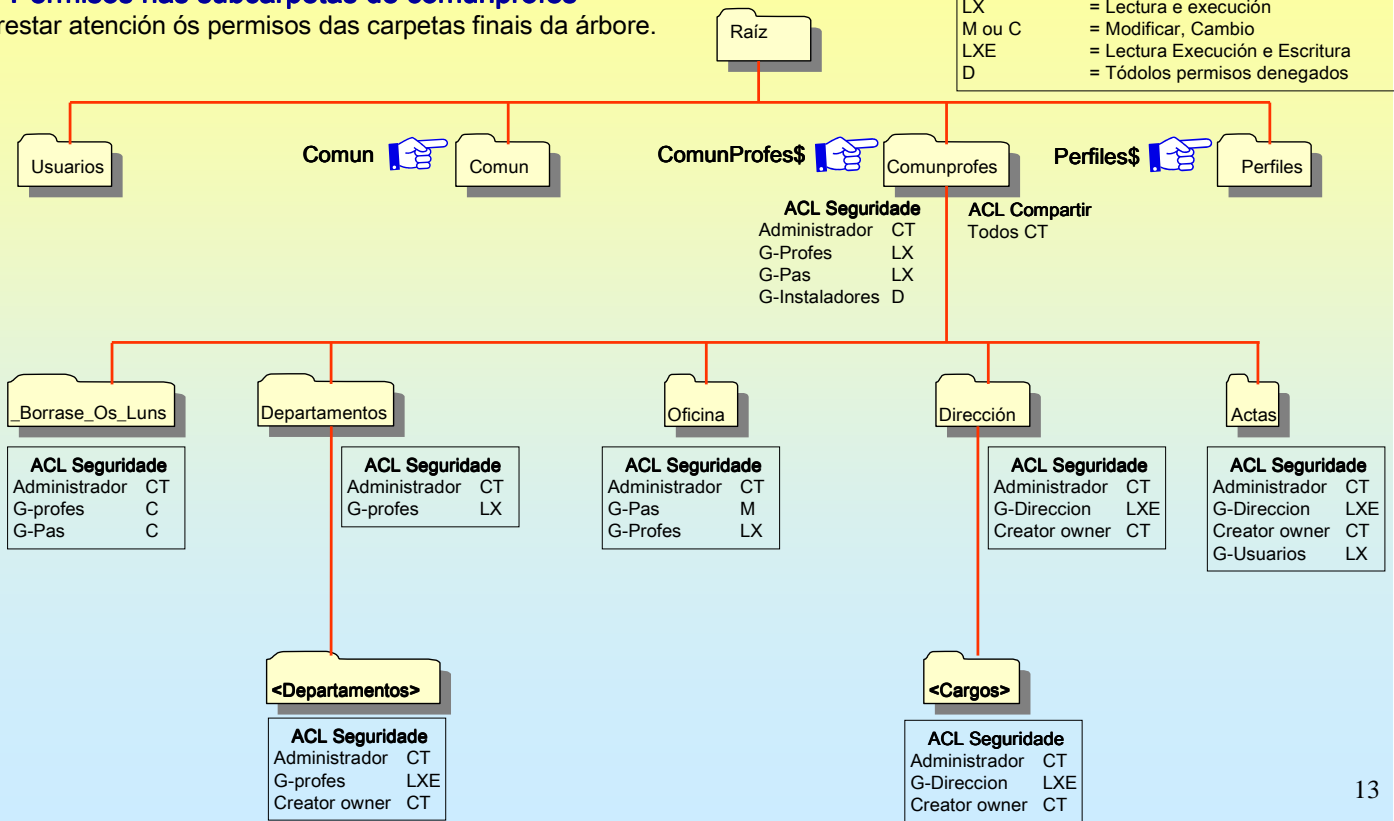 Permisos nas subcarpetas de comunprofes
restar atención ós permisos das carpetas finais da árbore.
LX = Lectura e execución
M ou C = Modificar, Cambio
LXE = Lectura Execución e Escritura
D = Tódolos permisos denegados
Raíz
Usuarios
Comun
Comun
ComunProfes$
Comunprofes
Perfiles$
Perfiles
ACL Seguridade
Administrador CT
G-Profes LX
G-Pas LX
G-Instaladores D
ACL Compartir
Todos CT
_Borrase_Os_Luns
Departamentos
Oficina
Dirección
Actas
ACL Seguridade
Administrador CT
G-profes C
G-Pas C
ACL Seguridade
Administrador CT
G-profes LX
ACL Seguridade
Administrador CT
G-Pas M
G-Profes LX
ACL Seguridade
Administrador CT
G-Direccion LXE
Creator owner CT
ACL Seguridade
Administrador CT
G-Direccion LXE
Creator owner CT
G-Usuarios LX
<Departamentos>
<Cargos>
ACL Seguridade
Administrador CT
G-profes LXE
Creator owner CT
ACL Seguridade
Administrador CT
G-Direccion LXE
Creator owner CT
13